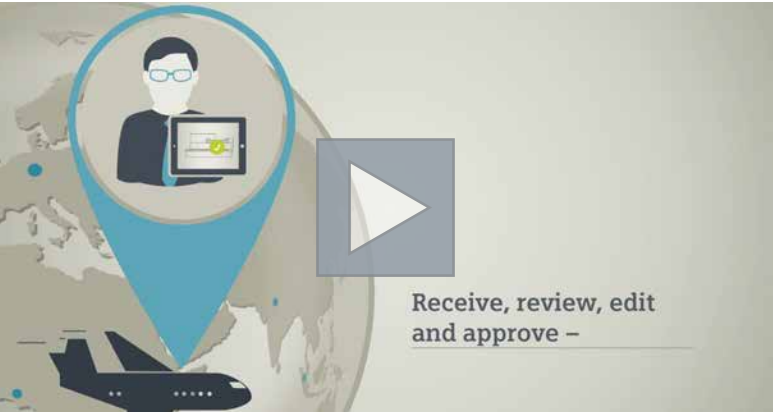 Receive, review, edit
and approve –